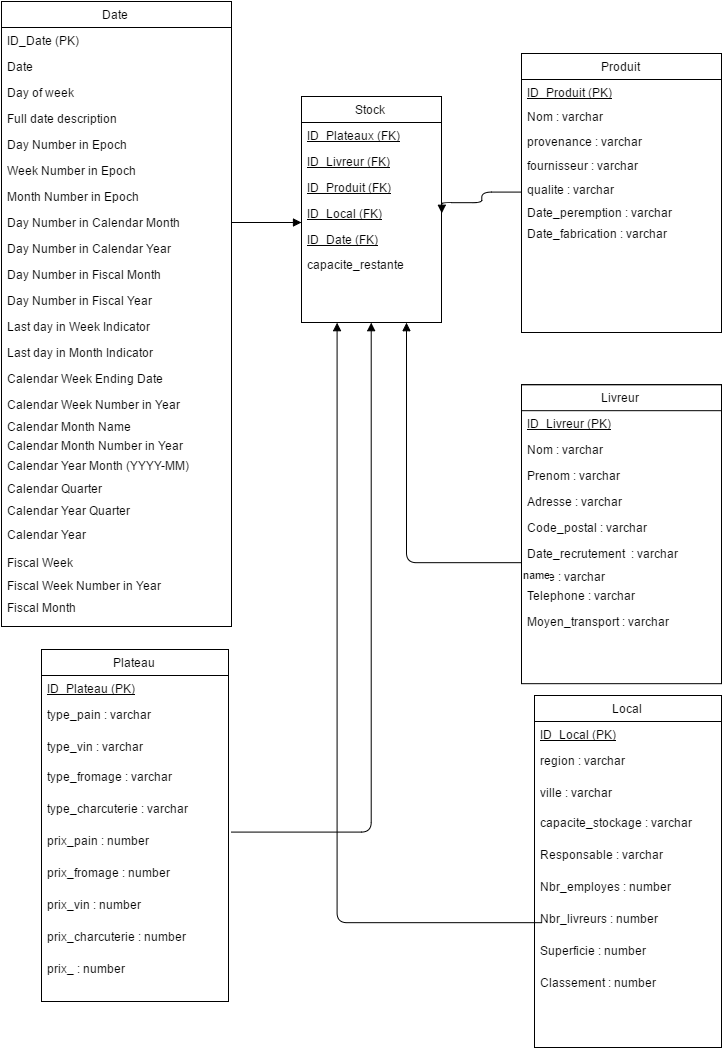 Date
ID_Date (PK)
Date
Day of week
Full date description
Day Number in Epoch
Week Number in Epoch
Month Number in Epoch
Day Number in Calendar Month
Day Number in Calendar Year
Day Number in Fiscal Month
Day Number in Fiscal Year
Last day in Week Indicator
Last day in Month Indicator
Calendar Week Ending Date
Calendar Week Number in Year
Calendar Month Name
Calendar Month Number in Year
Calendar Year Month (YYYY-MM)
Calendar Quarter
Calendar Year Quarter
Calendar Year
Fiscal Week
Fiscal Week Number in Year
Fiscal Month
Stock
ID_Plateaux (FK)
ID_Livreur (FK)
ID_Produit (FK)
ID_Local (FK)
ID_Date (FK)
capacite_restante
Produit
ID_Produit (PK)
Nom : varchar
provenance : varchar
fournisseur : varchar
qualite : varchar
Date_peremption : varchar
Date_fabrication : varchar
Livreur
ID_Livreur (PK)
Nom : varchar
Prenom : varchar
Adresse : varchar
Code_postal : varchar
Date_recrutement : varchar
name : varchar
Telephone : varchar
Moyen_transport : varchar
Plateau
ID_Plateau (PK)
type_pain : varchar
type_vin : varchar
type_fromage : varchar
type_charcuterie : varchar
prix_pain : number
prix_fromage : number
prix_vin : number
prix_charcuterie : number
prix_ : number
Local
ID_Local (PK)
region : varchar
ville : varchar
capacite_stockage : varchar
Responsable : varchar
Nbr_employes : number
Nbr_livreurs : number
Superficie : number
Classement : number